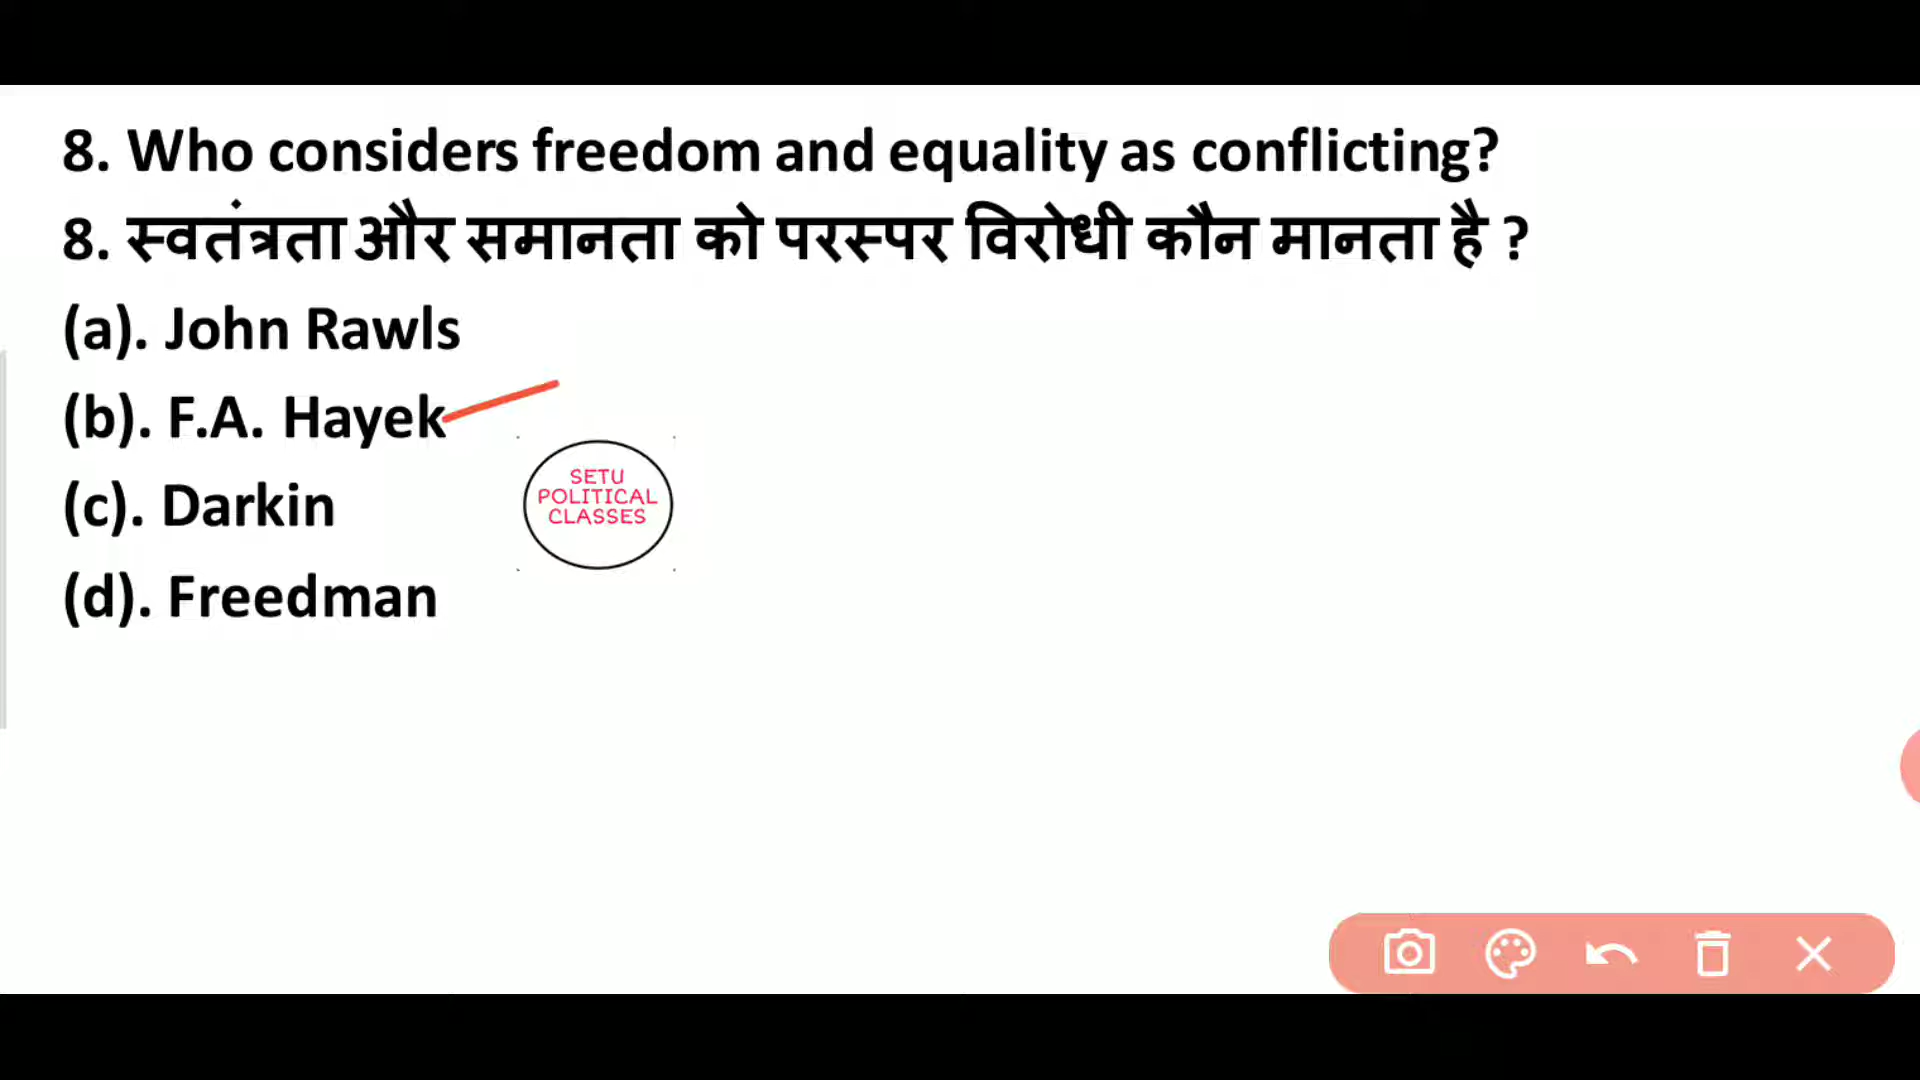 8. Who considers freedom and equality as conflicting?
8. स्वतंत्रता और समानता को परस्पर विरोधी कौन मानता है ?
(a). John Rawls
(b). F.A. Hayek
(c). Darkin
(d). Freedman
SETU
POLITICAL
CLASSES